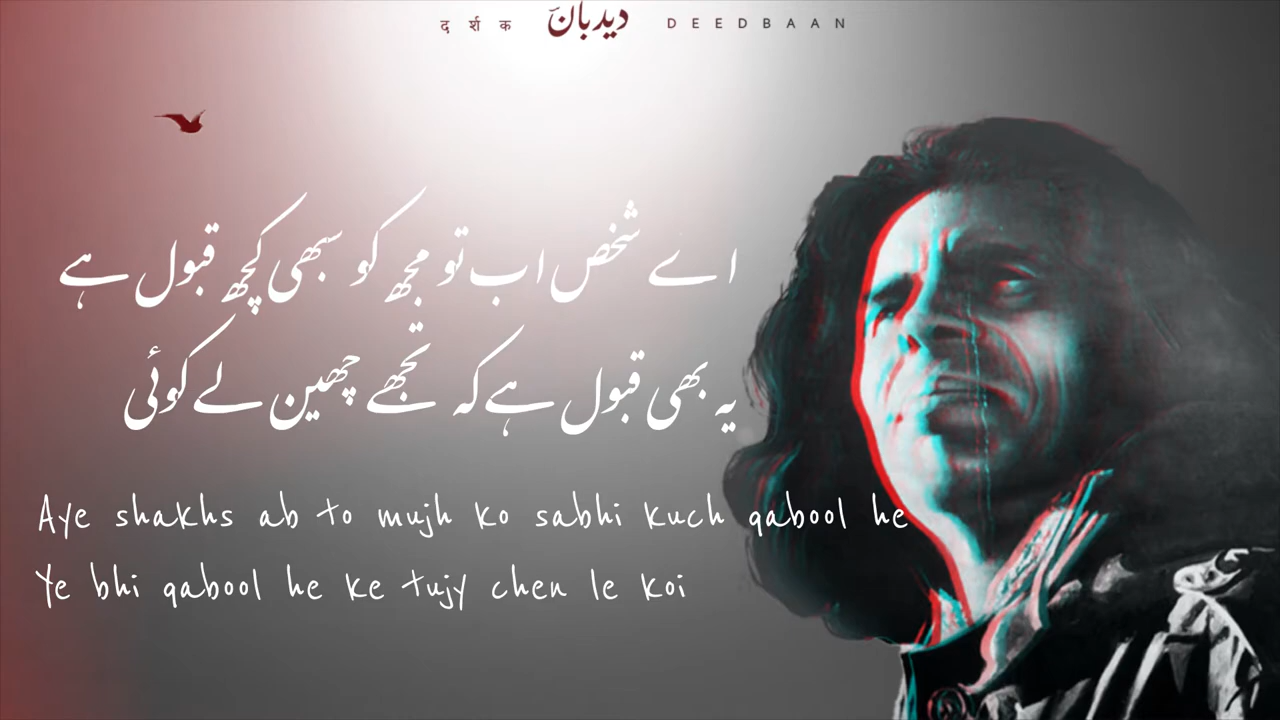 दर्शक دیدبان DEEDBAAN
اے شخص اب تو مجھ کو سبھی کچھ قبول ہے
یہ بھی قبول ہے کہ تجھے چھین لے کوئی
Aye shakhs ab to mujh ko sabhi kuch qabool he
Ye bhi qabool he ke tujy chen le koi